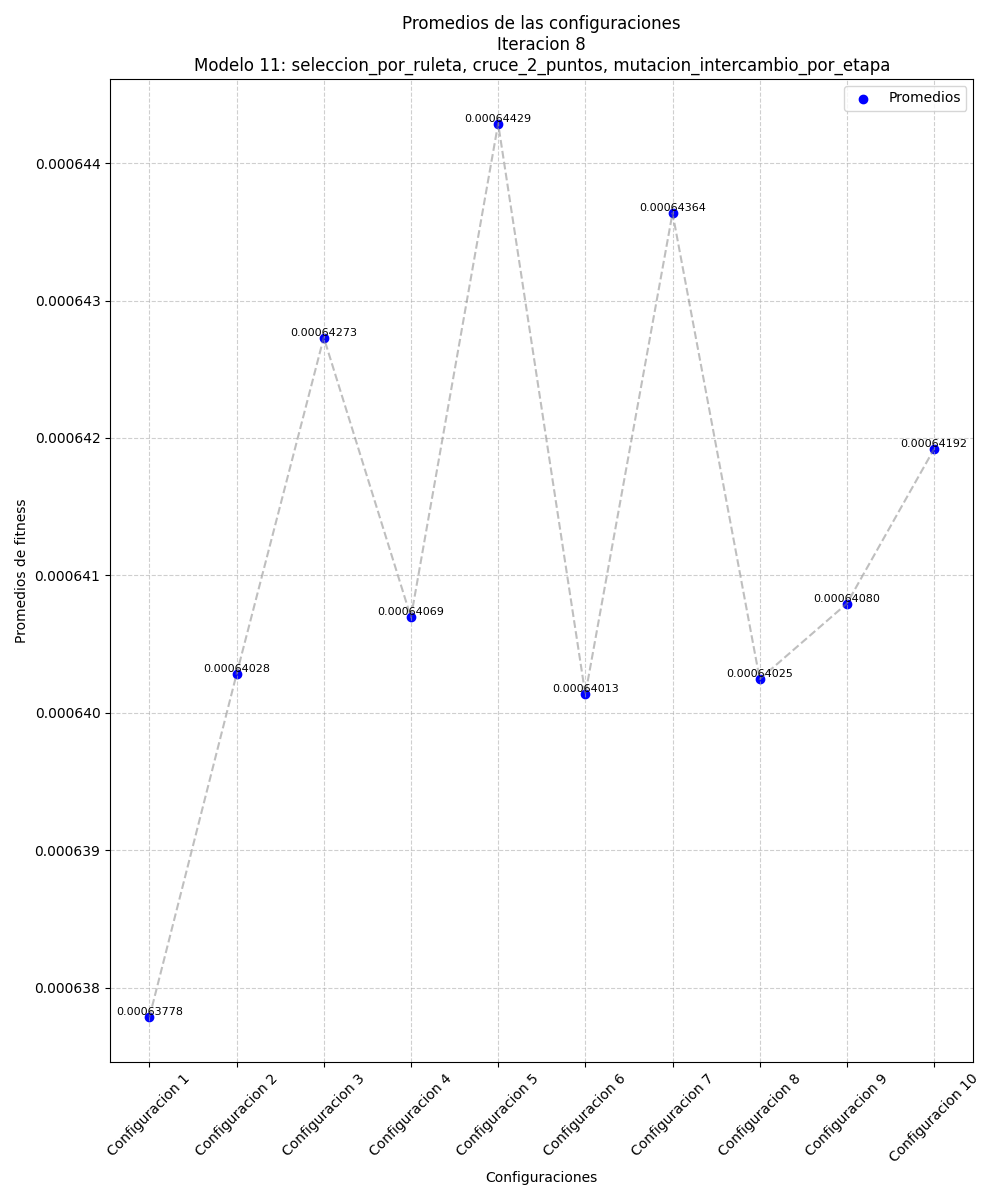 Promedios de las configuraciones
Iteracion 8
Modelo 11: seleccion_por_ruleta, cruce_2_puntos, mutacion_intercambio_por_etapa
Promedios
0.00064429
0.000644
0.00064364
0.000643
0.00064273
0.000642
0.00064192
0.000641
0.00064069
0.00064080
0.00064028
0.00064013
0.00064025
0.000640
0.000639
0.000638
0.00063778
Promedios de fitness
Configuracion 1
Configuracion 2
Configuracion 3
Configuracion 4
Configuracion 5
Configuracion 6
Configuracion 7
Configuracion 8
Configuracion 9
Configuracion 10
Configuraciones